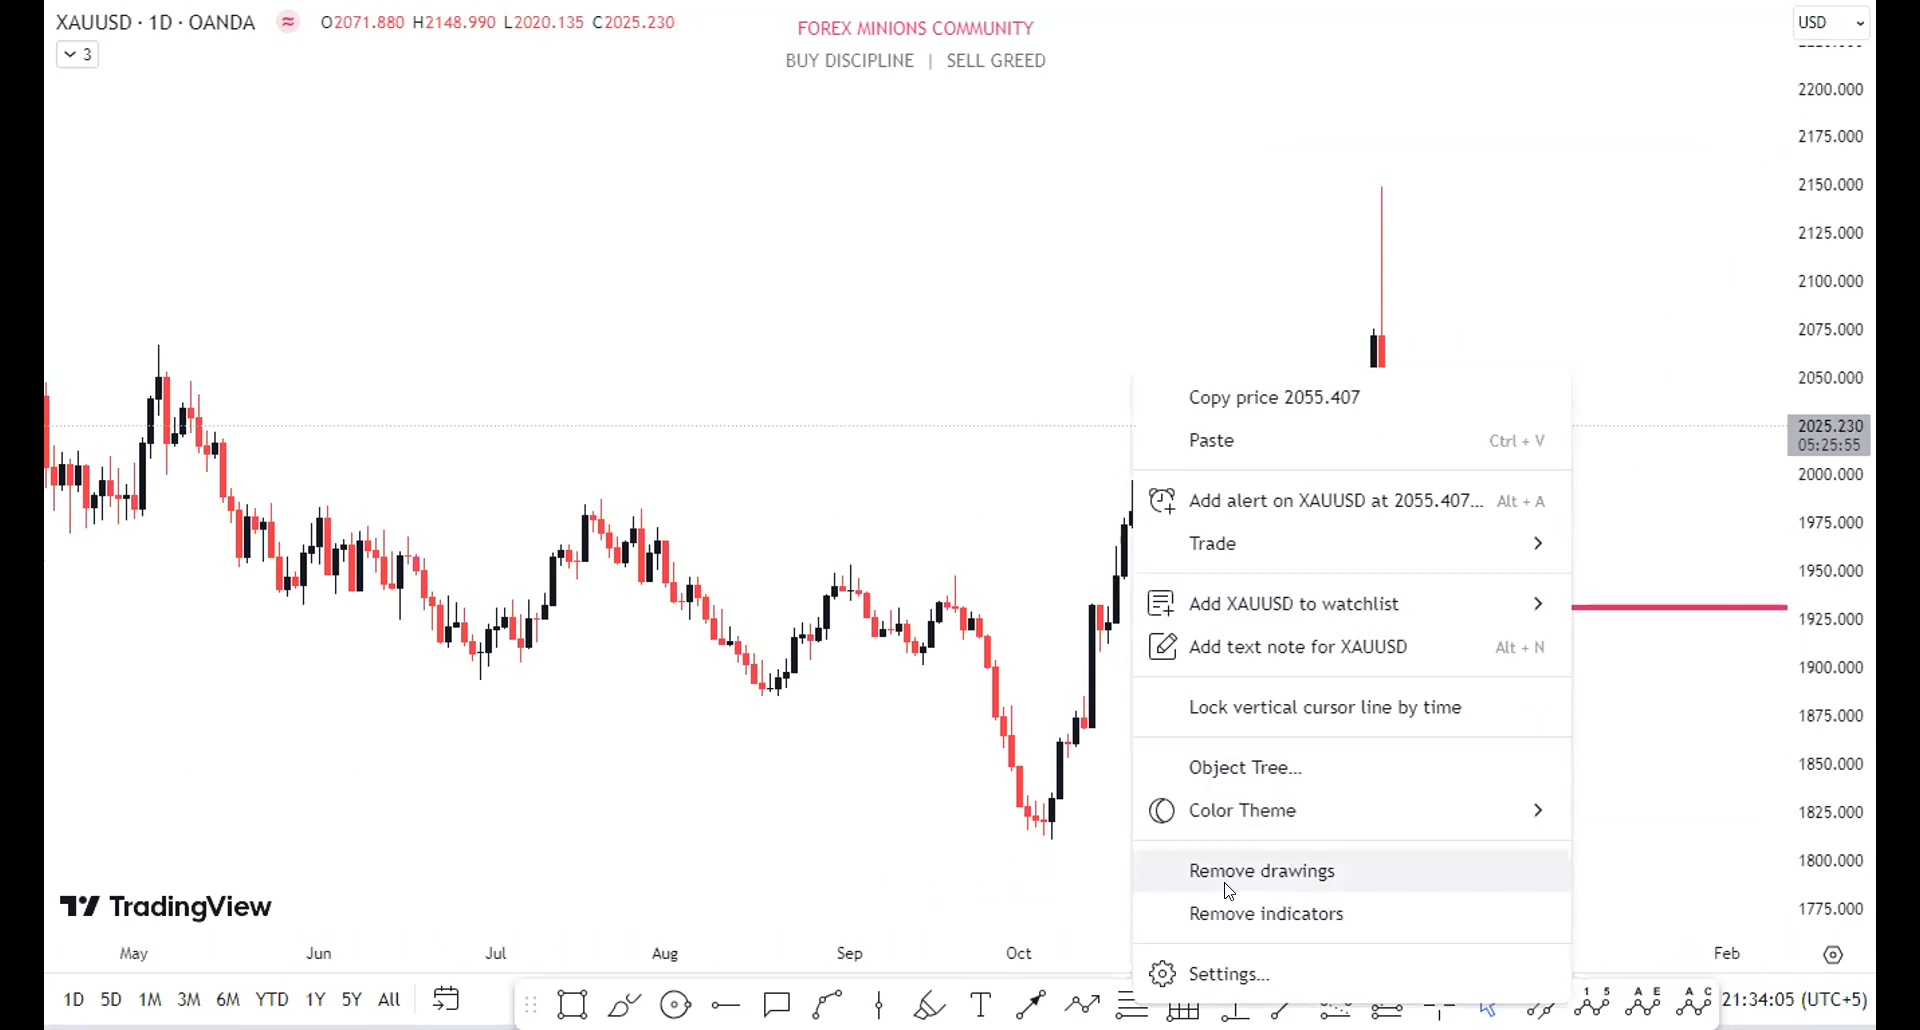 XAUUSD · 1D · OANDA ≈ O2071.880 H2148.990 L2020.135 C2025.230
3
FOREX MINIONS COMMUNITY
BUY DISCIPLINE | SELL GREED
USD
2200.000
2175.000
2150.000
2125.000
2100.000
2075.000
2050.000
2025.230
05:25:55
2000.000
1975.000
1950.000
1925.000
1900.000
1875.000
1850.000
1825.000
1800.000
1775.000
Copy price 2055.407
Paste Ctrl + V
Add alert on XAUUSD at 2055.407... Alt + A
Trade
Add XAUUSD to watchlist
Add text note for XAUUSD Alt + N
Lock vertical cursor line by time
Object Tree...
Color Theme
Remove drawings
Remove indicators
Settings...
TradingView
May Jun Jul Aug Sep Oct Feb
1D 5D 1M 3M 6M YTD 1Y 5Y All
T
1 5 A E A C
21:34:05 (UTC+5)